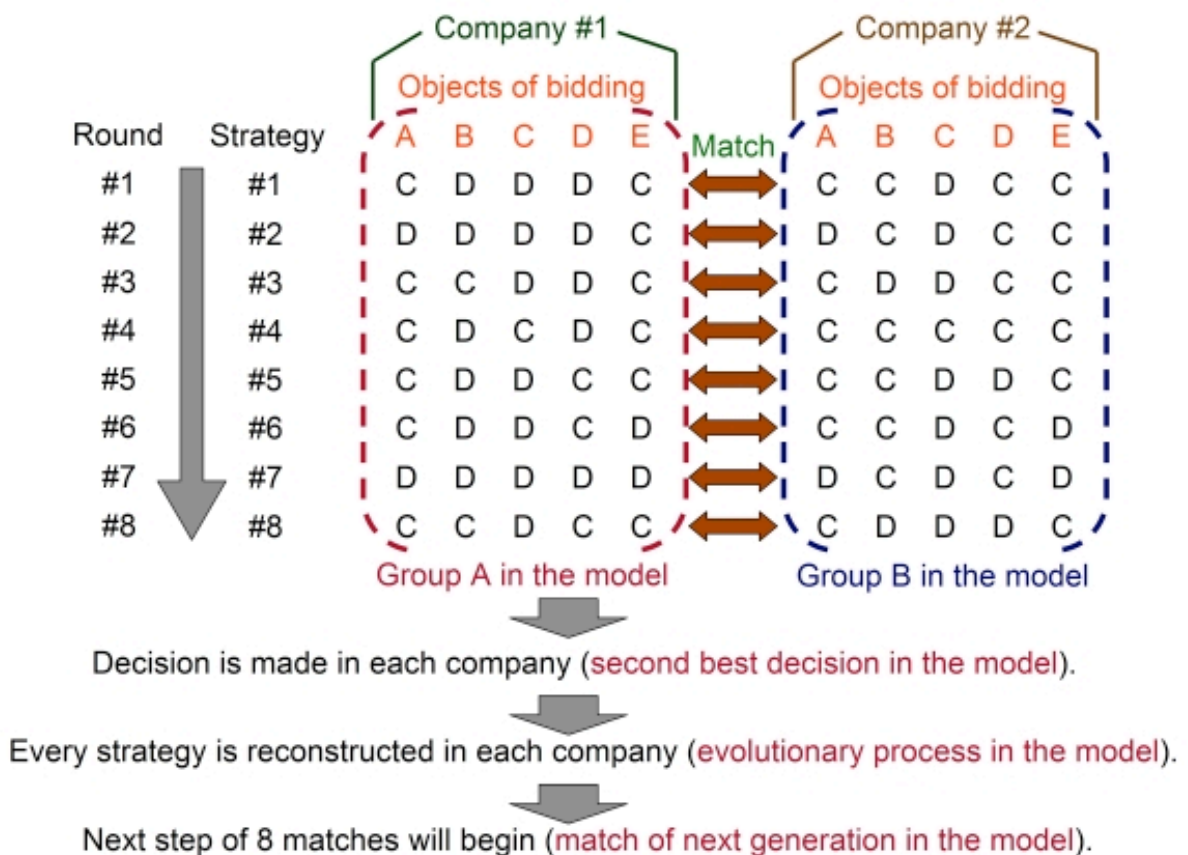 Company #1 Company #2
Objects of bidding Objects of bidding
Round Strategy A B C D E Match A B C D E
#1 #1 C D D D C C C D C C
#2 #2 D D D D C D C D C C
#3 #3 C C D D C C D D C C
#4 #4 C D C D C C C C C C
#5 #5 C D D C C C C D D C
#6 #6 C D D C D C C D C D
#7 #7 D D D D D D C D C D
#8 #8 C C D C C C D D D C
Group A in the model Group B in the model
Decision is made in each company (second best decision in the model).
Every strategy is reconstructed in each company (evolutionary process in the model).
Next step of 8 matches will begin (match of next generation in the model).